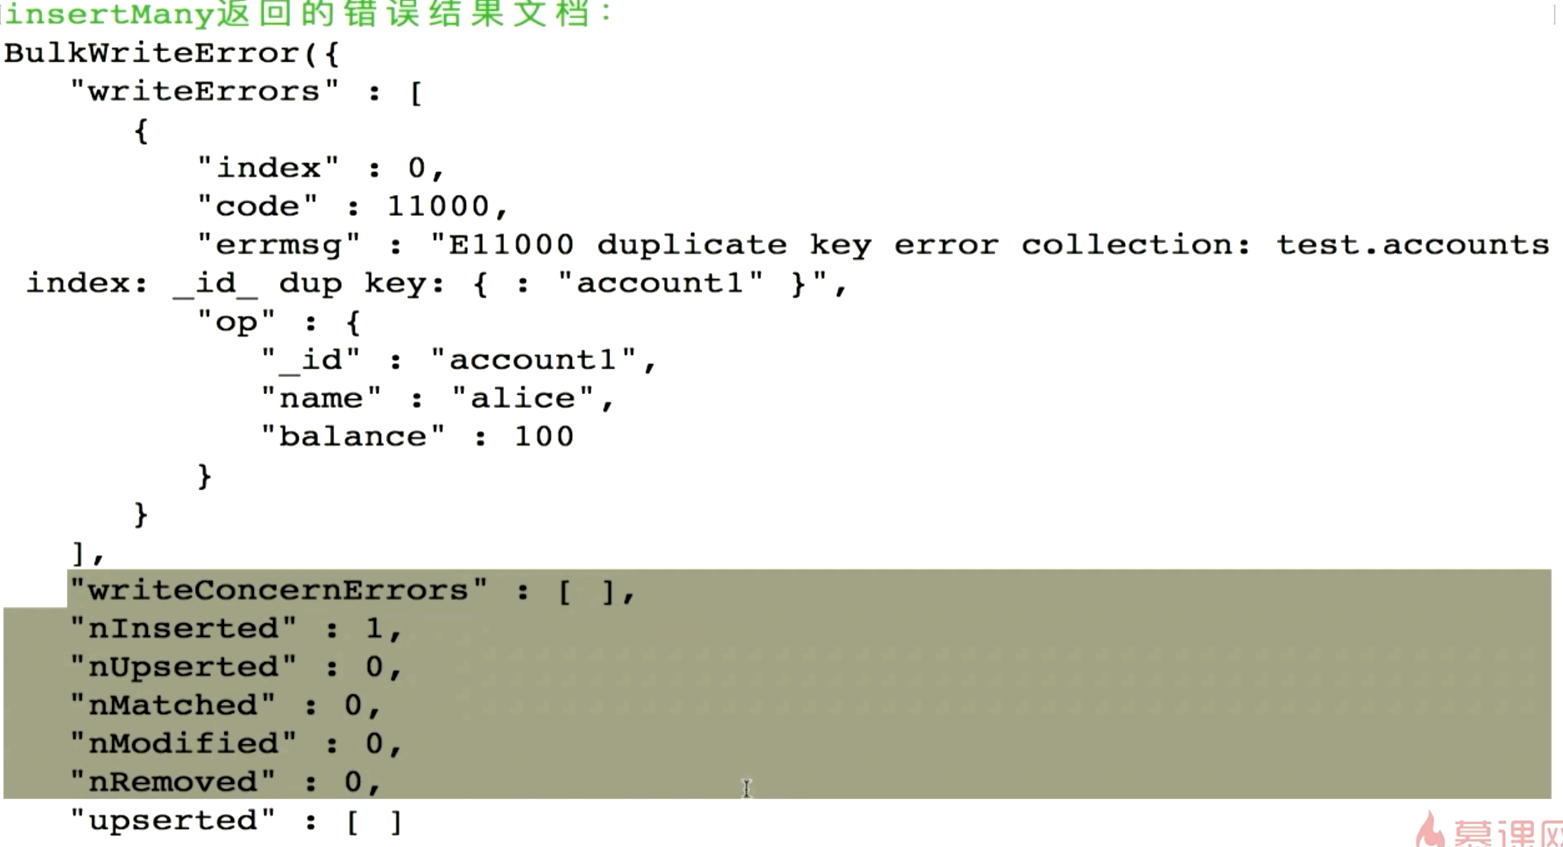 insertMany返回的错误结果文档：
BulkWriteError({
   "writeErrors" : [
      {
         "index" : 0,
         "code" : 11000,
         "errmsg" : "E11000 duplicate key error collection: test.accounts
 index: _id_ dup key: { : "account1" }",
         "op" : {
            "_id" : "account1",
            "name" : "alice",
            "balance" : 100
         }
      }
   ],
   "writeConcernErrors" : [ ],
   "nInserted" : 1,
   "nUpserted" : 0,
   "nMatched" : 0,
   "nModified" : 0,
   "nRemoved" : 0,
   "upserted" : [ ]
慕课网